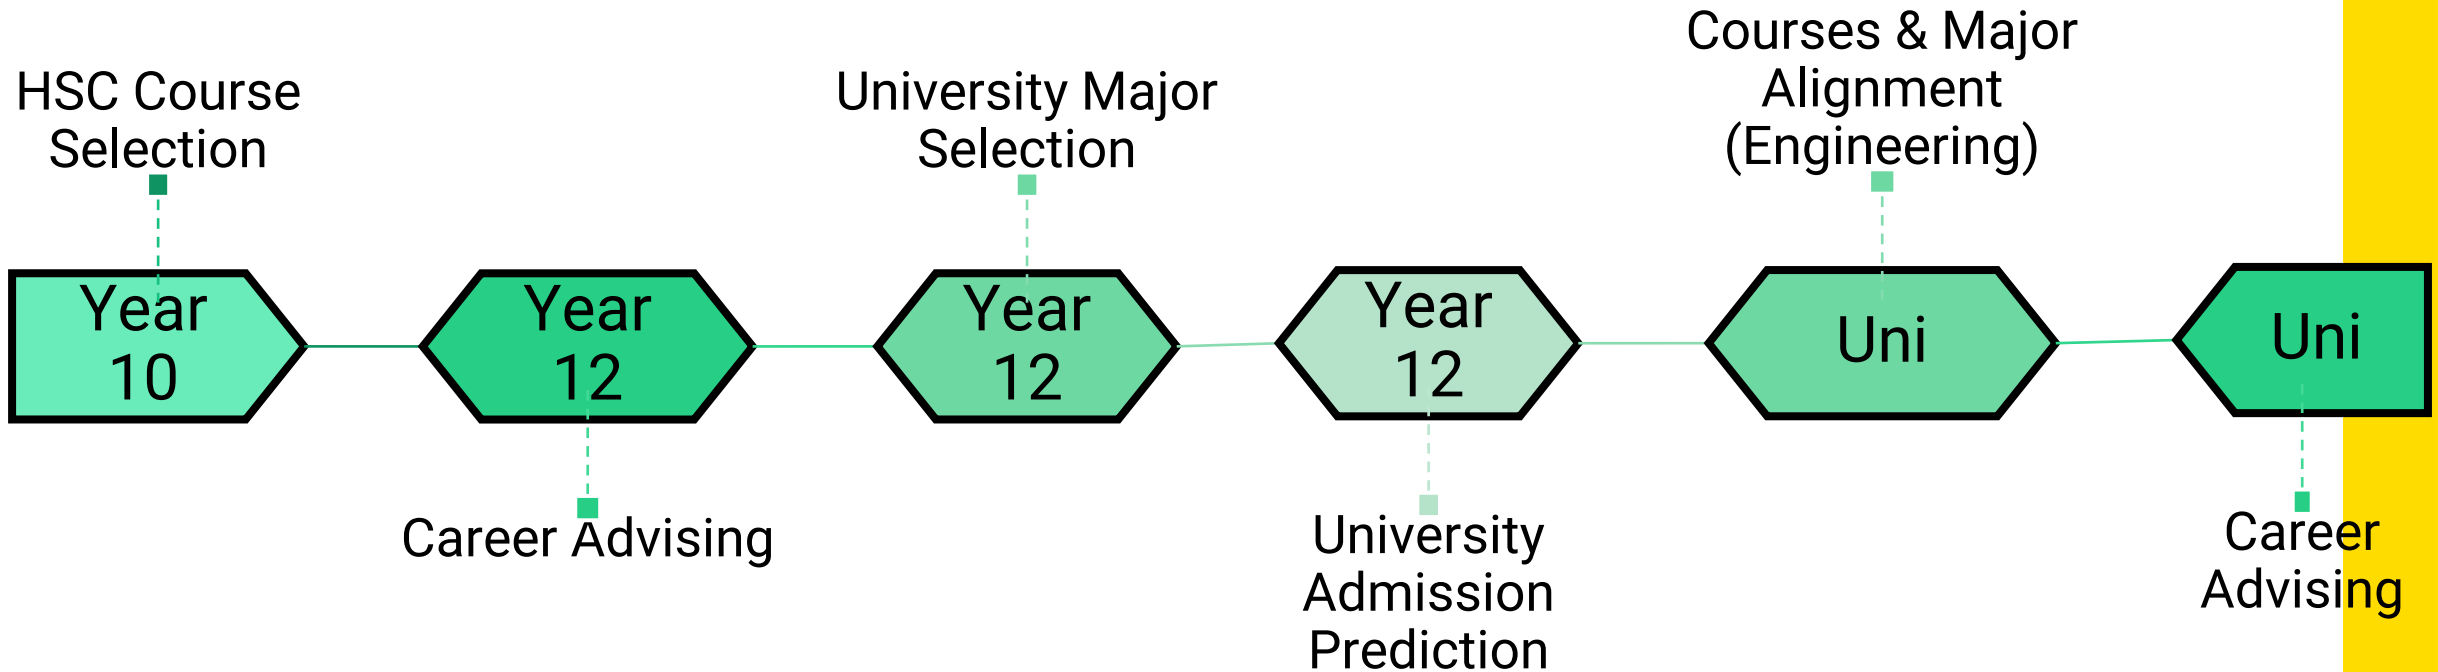 HSC Course
Selection
Year
10
Year
12
Career Advising
University Major
Selection
Year
12
Year
12
University
Admission
Prediction
Courses & Major
Alignment
(Engineering)
Uni
Uni
Career
Advising